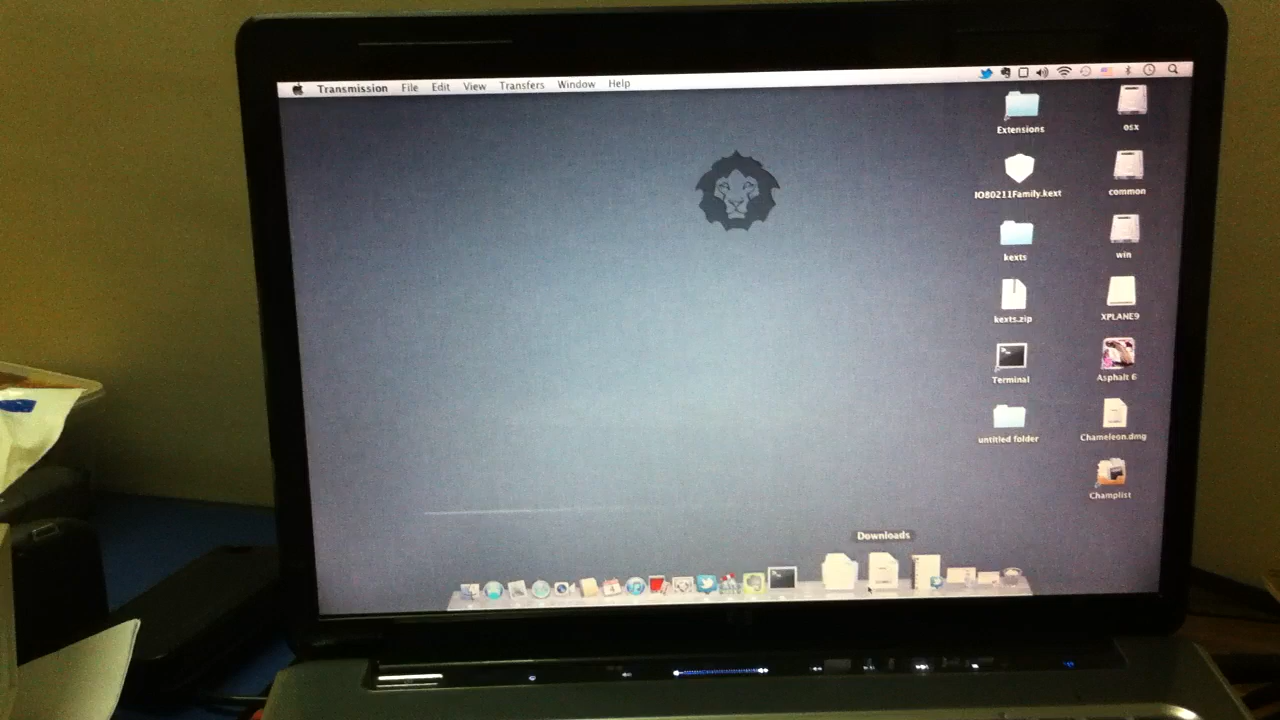 Transmission File Edit View Transfers Window Help
Extensions
osx
IO80211Family.kext
common
kexts
win
kexts.zip
XPLANE9
Terminal
Asphalt 6
untitled folder
Chameleon.dmg
Champlist
Downloads